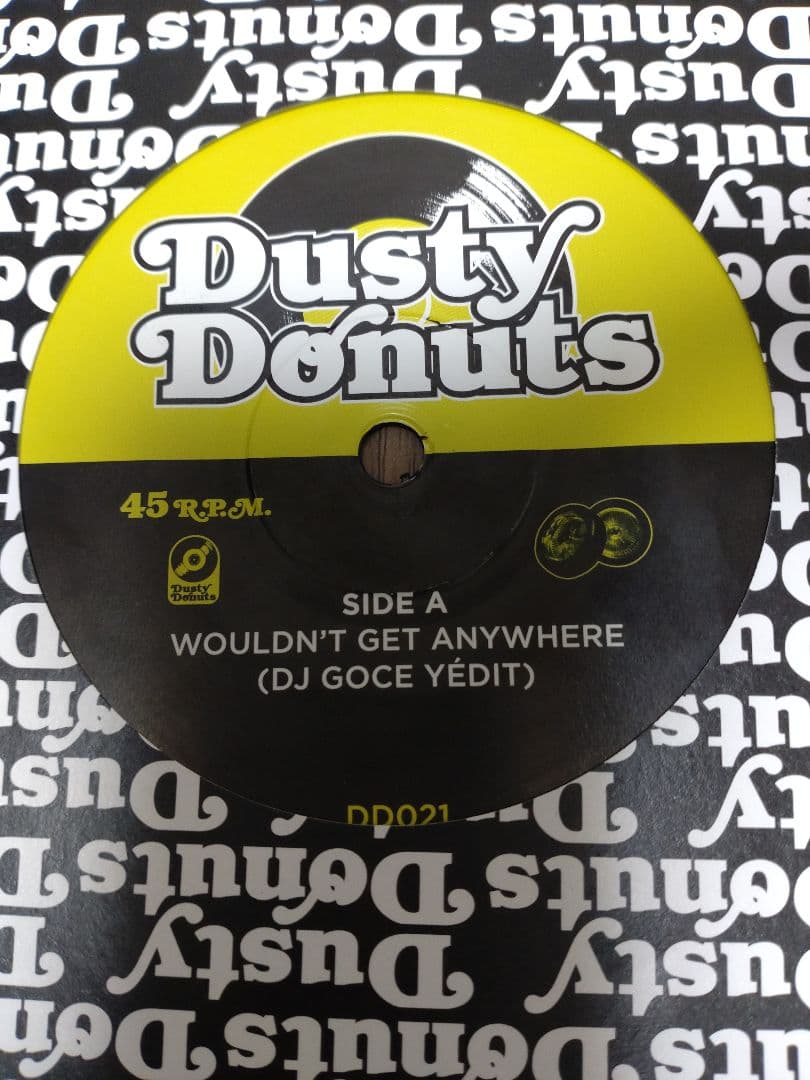 Dusty
Donuts
45 R.P.M.
Dusty
Donuts
SIDE A
WOULDN'T GET ANYWHERE
(DJ GOCE YÉDIT)
DD021